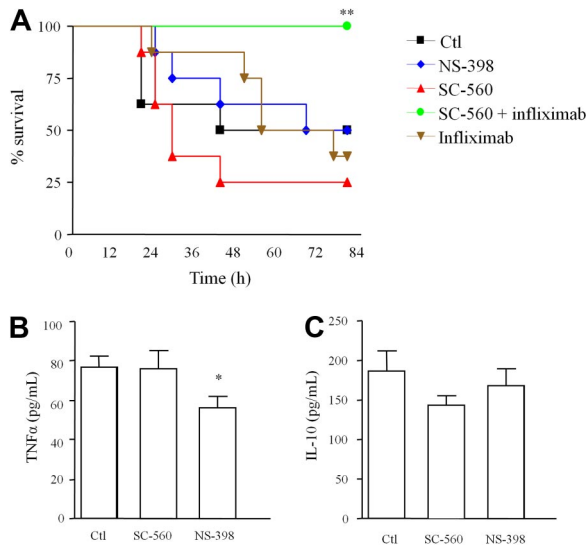 A
**
100
75
50
25
0
% survival
0 12 24 36 48 60 72 84
Time (h)
Ctl
NS-398
SC-560
SC-560 + infliximab
Infliximab
B
100
80
60
40
20
0
TNFα (pg/mL)
*
Ctl SC-560 NS-398
C
250
200
150
100
50
0
IL-10 (pg/mL)
Ctl SC-560 NS-398